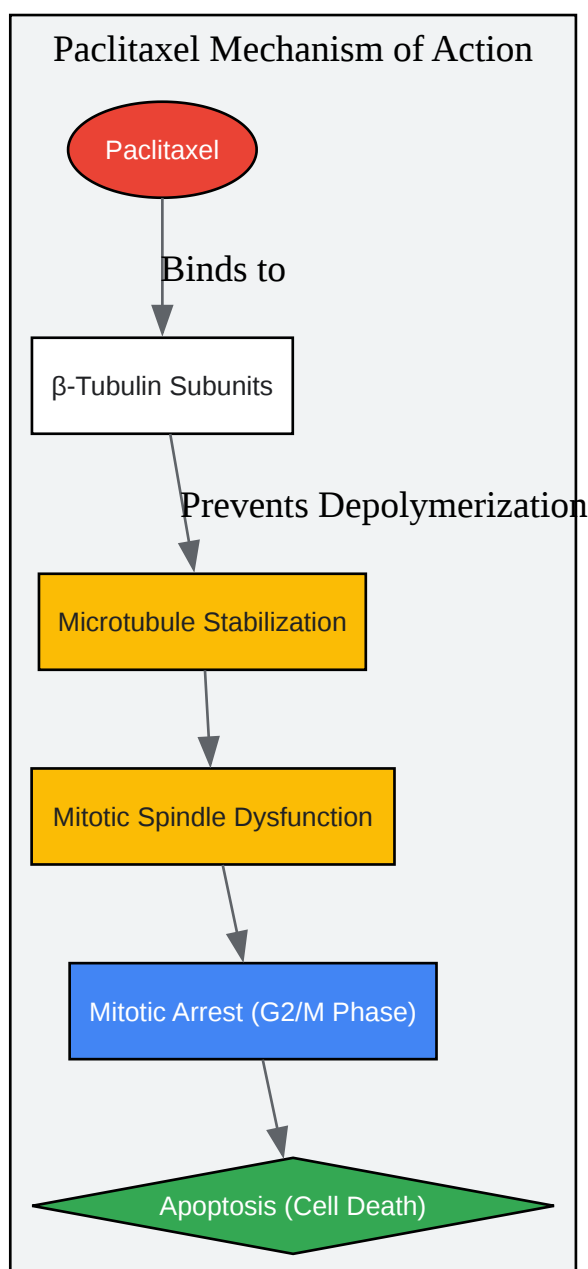 Paclitaxel Mechanism of Action
Paclitaxel
Binds to
β-Tubulin Subunits
Prevents Depolymerization
Microtubule Stabilization
Mitotic Spindle Dysfunction
Mitotic Arrest (G2/M Phase)
Apoptosis (Cell Death)